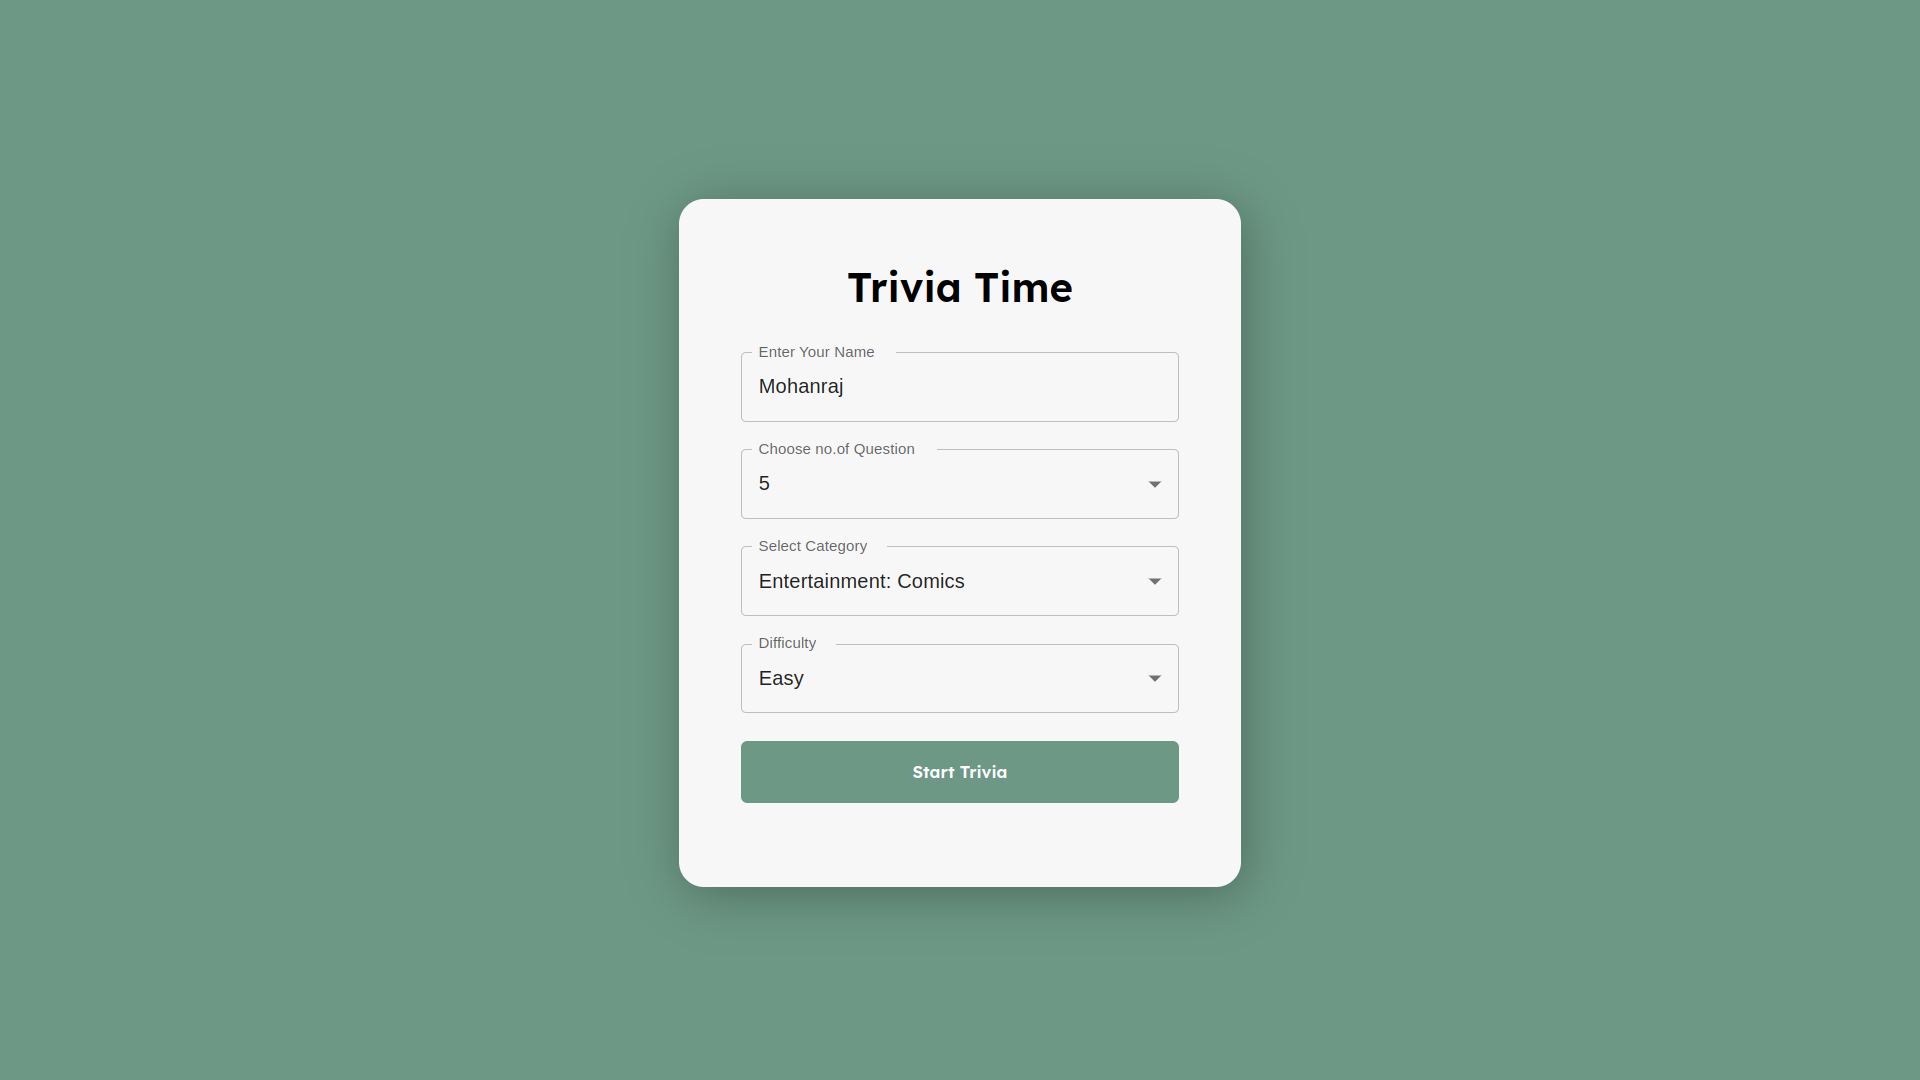 Trivia Time
Enter Your Name
Mohanraj
Choose no.of Question
5
Select Category
Entertainment: Comics
Difficulty
Easy
Start Trivia